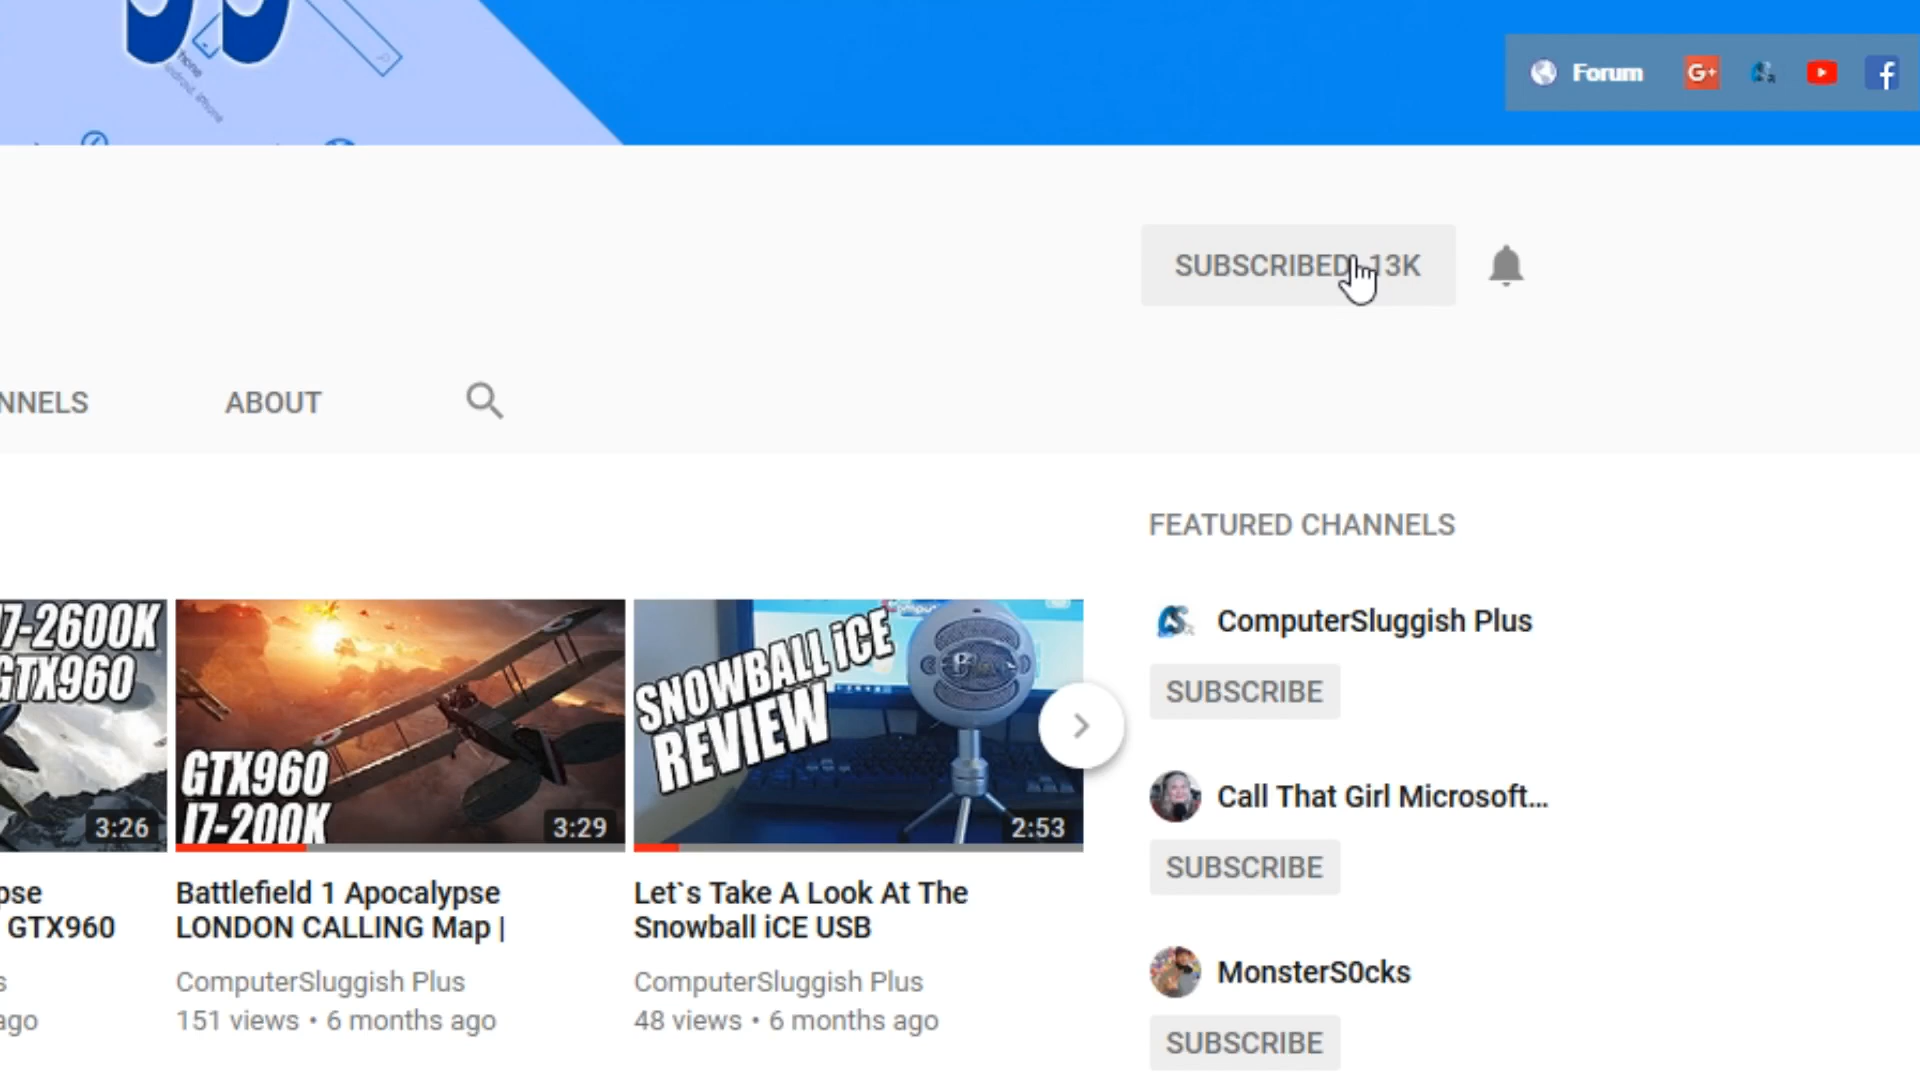 Forum
G+
SUBSCRIBED 13K
NNELS
ABOUT
FEATURED CHANNELS
I7-2600K
GTX960
3:26
GTX960
I7-200K
3:29
SNOWBALL iCE
REVIEW
2:53
ComputerSluggish Plus
SUBSCRIBE
Call That Girl Microsoft...
SUBSCRIBE
MonsterS0cks
SUBSCRIBE
pse
GTX960
s
ago
Battlefield 1 Apocalypse
LONDON CALLING Map |
ComputerSluggish Plus
151 views • 6 months ago
Let`s Take A Look At The
Snowball iCE USB
ComputerSluggish Plus
48 views • 6 months ago